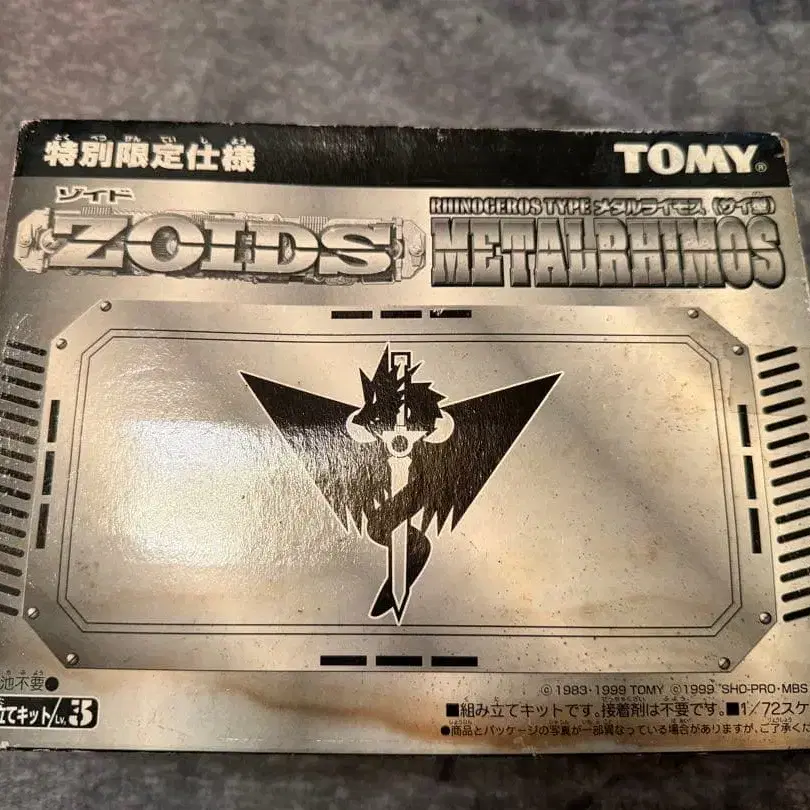 特別限定仕様
TOMY®
ゾイド
ZOIDS
RHINOCEROS TYPE メタルライモス《サイ型》
METALRHIMOS
池不要●
立てキット/Lv.3
©1983・1999 TOMY ©1999 SHO-PRO・MBS
■組み立てキットです。接着剤は不要です。■1/72スケ
●商品とパッケージの写真が一部異なっている場合がありますが、ご了承くだ